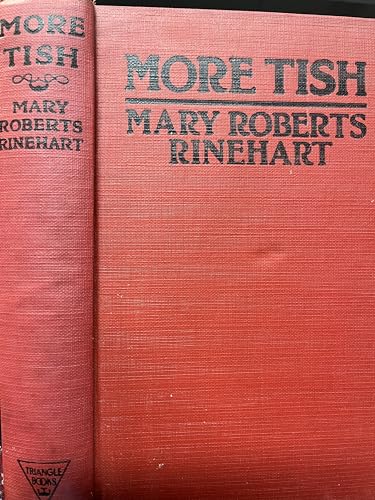 MORE
TISH
MARY
ROBERTS
RINEHART
TRIANGLE
BOOKS
MORE TISH
MARY ROBERTS
RINEHART